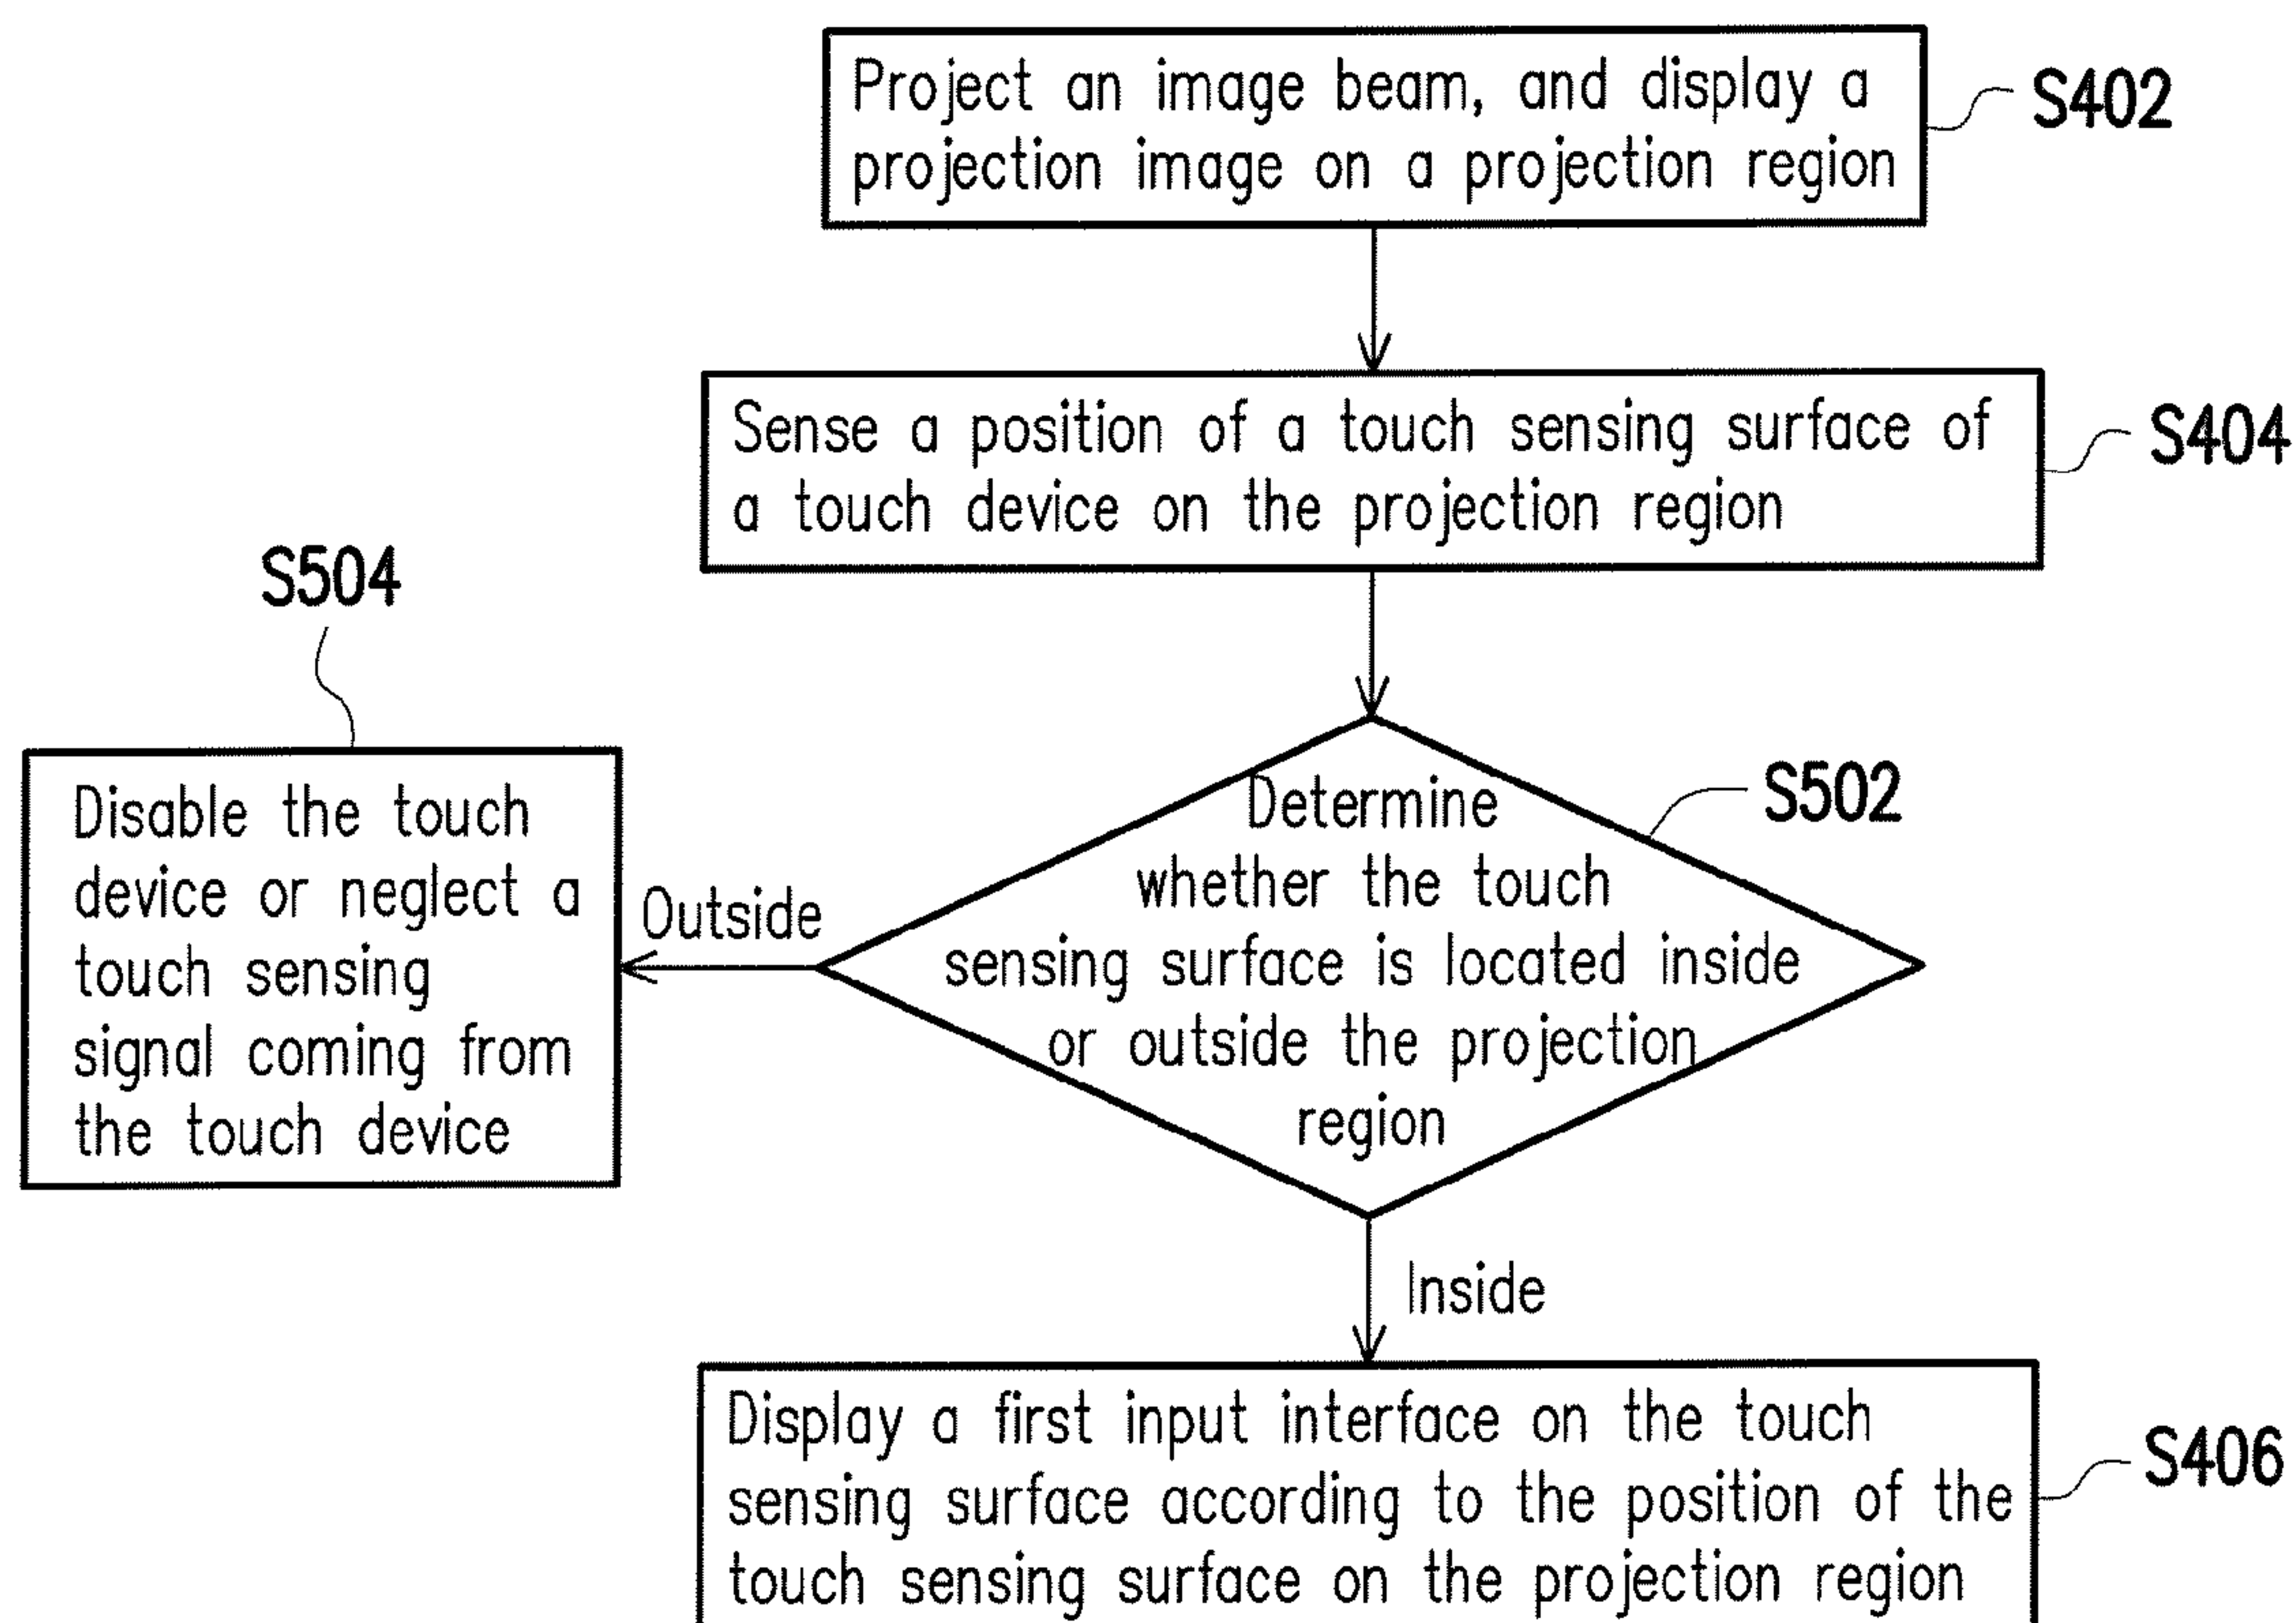 Project an image beam, and display a
projection image on a projection region
S402
Sense a position of a touch sensing surface of
a touch device on the projection region
S404
Determine
whether the touch
sensing surface is located inside
or outside the projection
region
S502
Outside
S504
Disable the touch
device or neglect a
touch sensing
signal coming from
the touch device
Inside
Display a first input interface on the touch
sensing surface according to the position of the
touch sensing surface on the projection region
S406